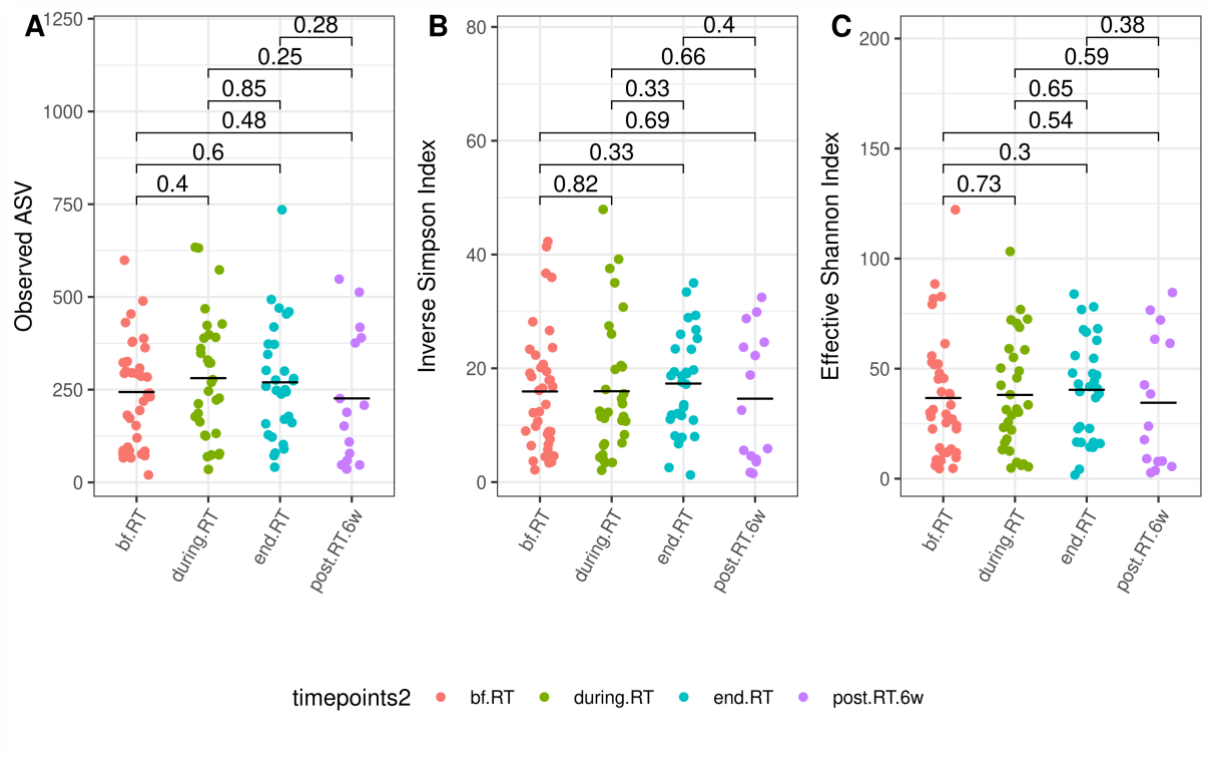 A
Observed ASV
1250
1000
750
500
250
0
0.28
0.25
0.85
0.48
0.6
0.4
bf.RT
during.RT
end.RT
post.RT.6w
B
Inverse Simpson Index
80
60
40
20
0
0.4
0.66
0.33
0.69
0.33
0.82
bf.RT
during.RT
end.RT
post.RT.6w
C
Effective Shannon Index
200
150
100
50
0
0.38
0.59
0.65
0.54
0.3
0.73
bf.RT
during.RT
end.RT
post.RT.6w
timepoints2 bf.RT during.RT end.RT post.RT.6w